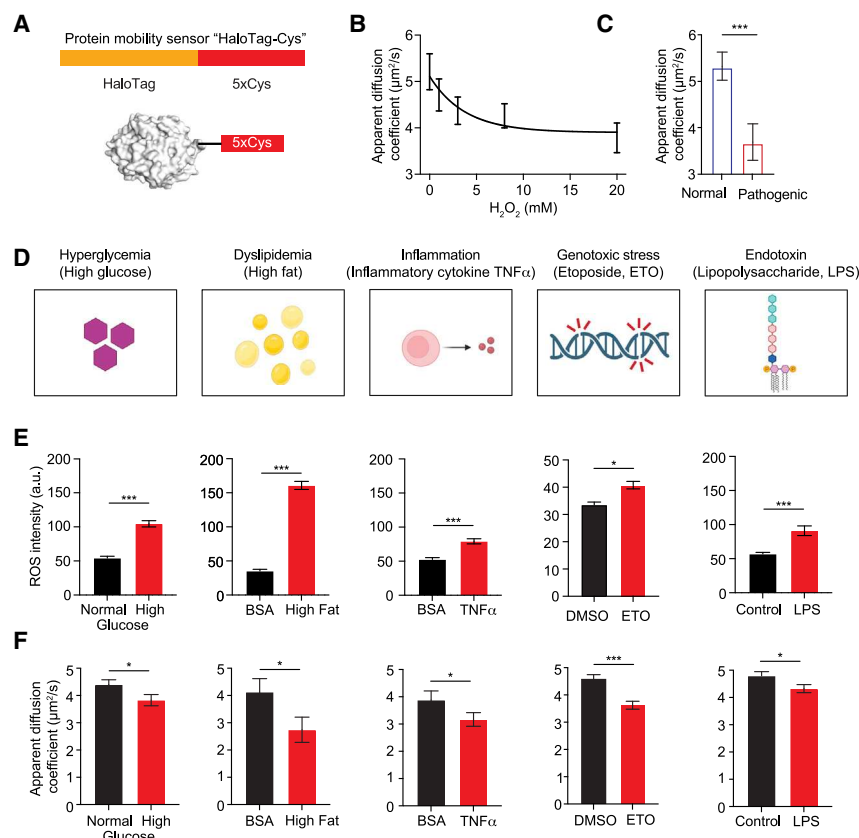 A
Protein mobility sensor “HaloTag-Cys”
HaloTag 5xCys
5xCys
B
Apparent diffusion
coefficient (µm²/s)
6
5
4
3
0 5 10 15 20
H₂O₂ (mM)
C
***
Apparent diffusion
coefficient (µm²/s)
6
5
4
3
Normal Pathogenic
D
Hyperglycemia
(High glucose)
Dyslipidemia
(High fat)
Inflammation
(Inflammatory cytokine TNFα)
Genotoxic stress
(Etoposide, ETO)
Endotoxin
(Lipopolysaccharide, LPS)
E
ROS intensity (a.u.)
200
150
100
50
0
***
Normal High
Glucose
200
150
100
50
0
***
BSA High Fat
200
150
100
50
0
***
BSA TNFα
50
40
30
20
10
0
*
DMSO ETO
200
150
100
50
0
***
Control LPS
F
Apparent diffusion
coefficient (µm²/s)
5
4
3
2
1
0
*
Normal High
Glucose
5
4
3
2
1
0
*
BSA High Fat
5
4
3
2
1
0
*
BSA TNFα
5
4
3
2
1
0
***
DMSO ETO
5
4
3
2
1
0
*
Control LPS